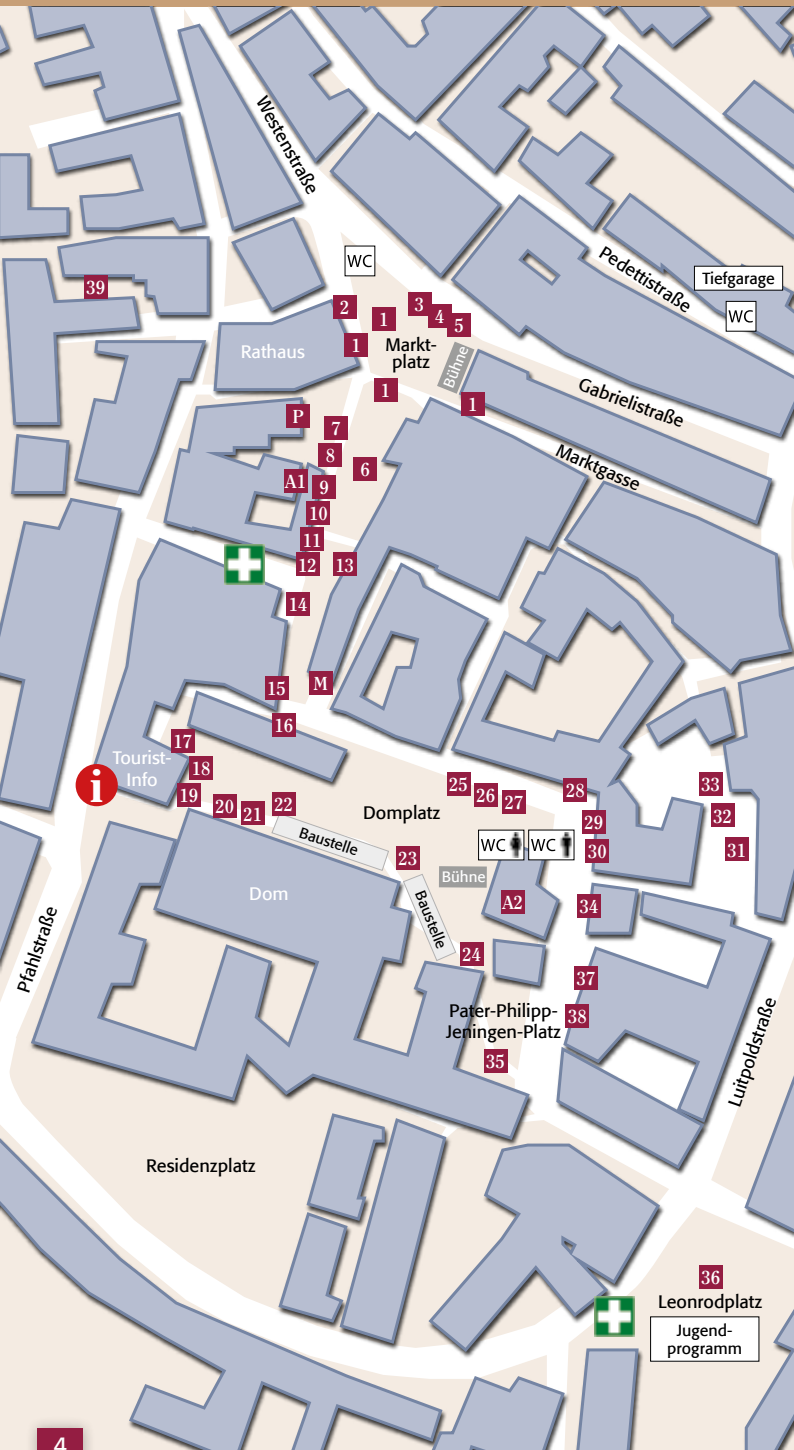 Westenstraße
WC
Pedettistraße
Tiefgarage
WC
39
2
1
3
4
5
1
Markt-
platz
Rathaus
Bühne
1
1
Gabrielistraße
P
7
8
6
Marktgasse
A1
9
10
11
12
13
14
15
M
16
17
18
Tourist-
Info
i
19
20
21
22
Domplatz
25
26
27
28
33
32
29
31
30
Baustelle
WC
WC
23
Bühne
Dom
Baustelle
A2
34
24
Pfahlstraße
37
Pater-Philipp-
Jeningen-Platz
38
35
Luitpoldstraße
Residenzplatz
36
Leonrodplatz
Jugend-
programm
4